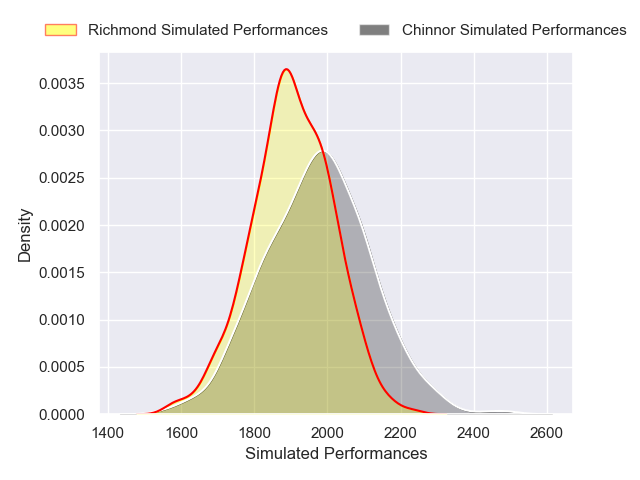 Richmond Simulated Performances
Chinnor Simulated Performances
0.0035
0.0030
0.0025
0.0020
0.0015
0.0010
0.0005
0.0000
Density
1400 1600 1800 2000 2200 2400 2600
Simulated Performances